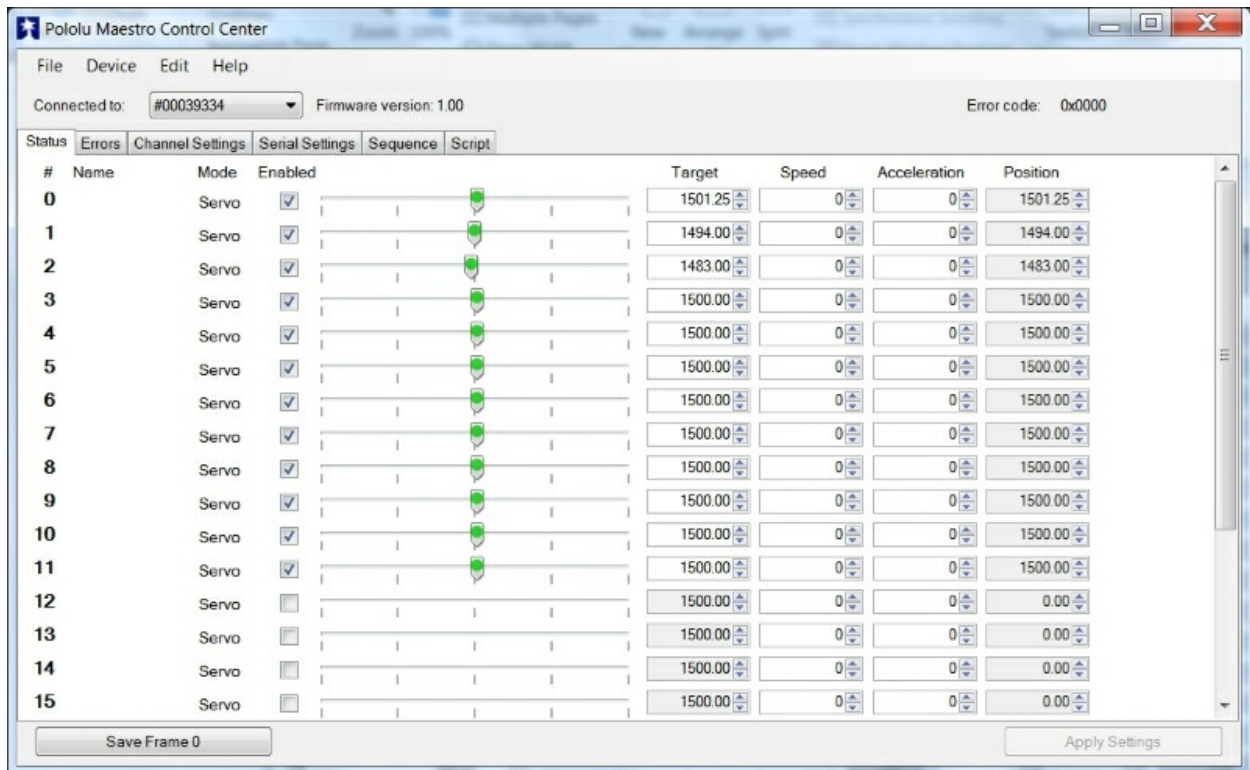 Pololu Maestro Control Center
File Device Edit Help
Connected to: #00039334 Firmware version: 1.00 Error code: 0x0000
Status Errors Channel Settings Serial Settings Sequence Script
# Name Mode Enabled Target Speed Acceleration Position
0 Servo 1501.25 0 0 1501.25
1 Servo 1494.00 0 0 1494.00
2 Servo 1483.00 0 0 1483.00
3 Servo 1500.00 0 0 1500.00
4 Servo 1500.00 0 0 1500.00
5 Servo 1500.00 0 0 1500.00
6 Servo 1500.00 0 0 1500.00
7 Servo 1500.00 0 0 1500.00
8 Servo 1500.00 0 0 1500.00
9 Servo 1500.00 0 0 1500.00
10 Servo 1500.00 0 0 1500.00
11 Servo 1500.00 0 0 1500.00
12 Servo 1500.00 0 0 0.00
13 Servo 1500.00 0 0 0.00
14 Servo 1500.00 0 0 0.00
15 Servo 1500.00 0 0 0.00
Save Frame 0 Apply Settings